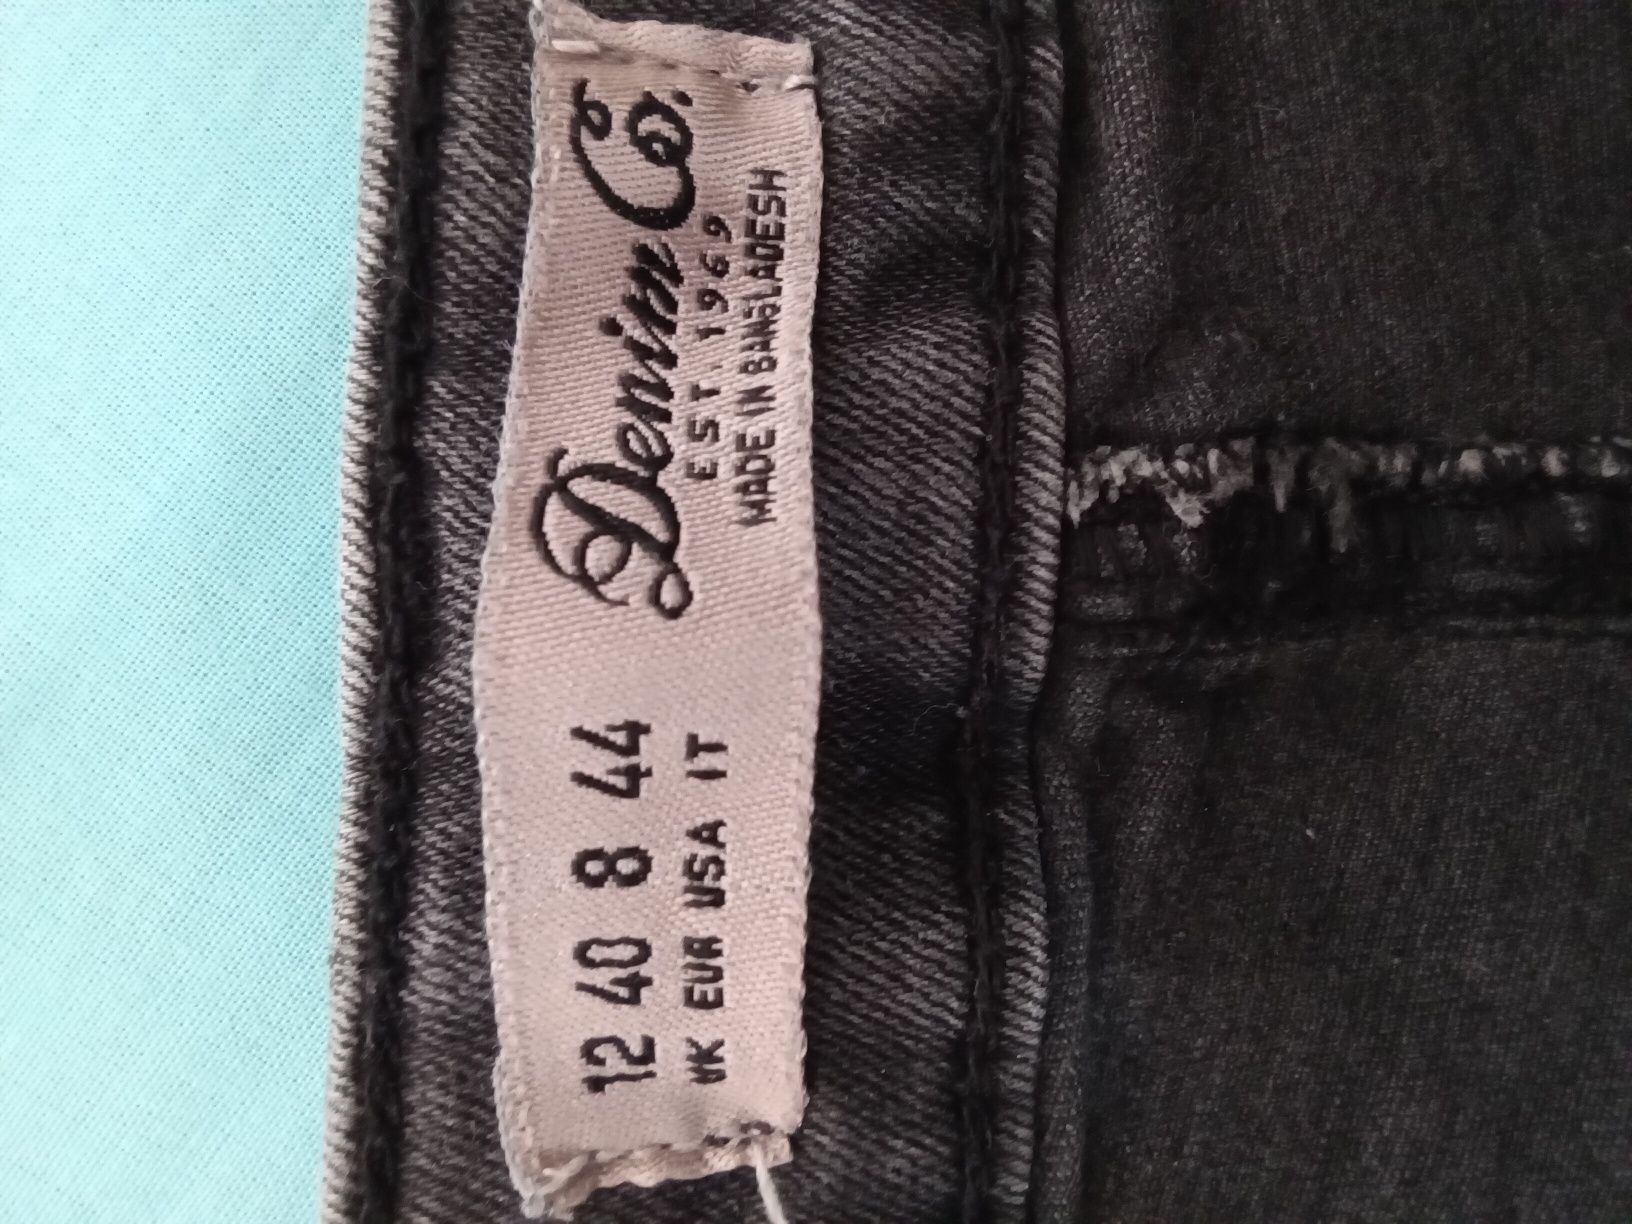 Denim Co.
EST. 1969
MADE IN BANGLADESH
12 40 8 44
UK EUR USA IT